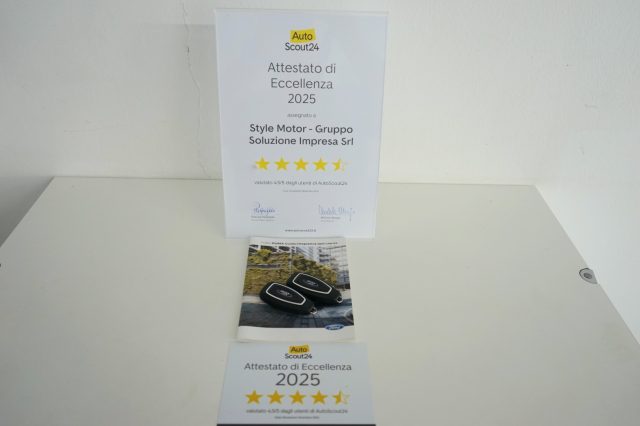 Auto
Scout24
Attestato di
Eccellenza
2025
assegnato a
Style Motor - Gruppo
Soluzione Impresa Srl
valutato 4.5/5 dagli utenti di AutoScout24
Auto
Scout24
Attestato di Eccellenza
2025
valutato 4.5/5 dagli utenti di AutoScout24